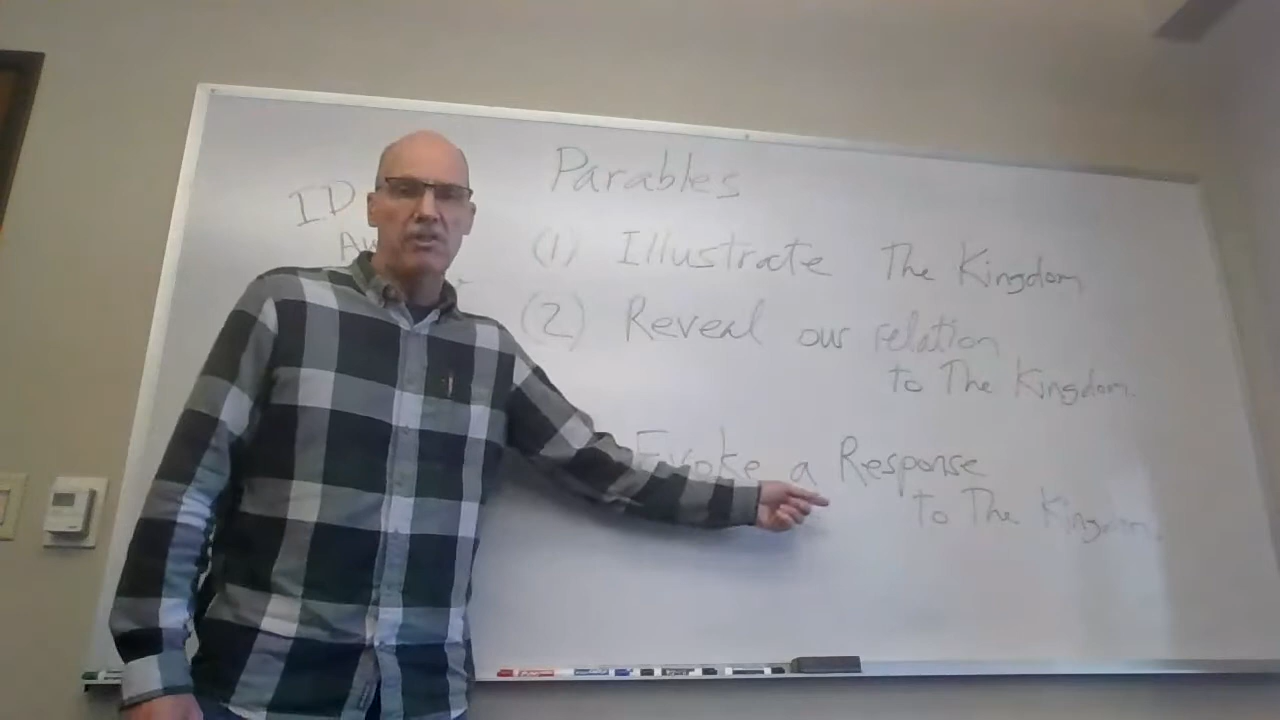 Parables
ID
(1) Illustrate The Kingdom
(2) Reveal our relation
to The Kingdom.
Evoke a Response
to The Kingdom.